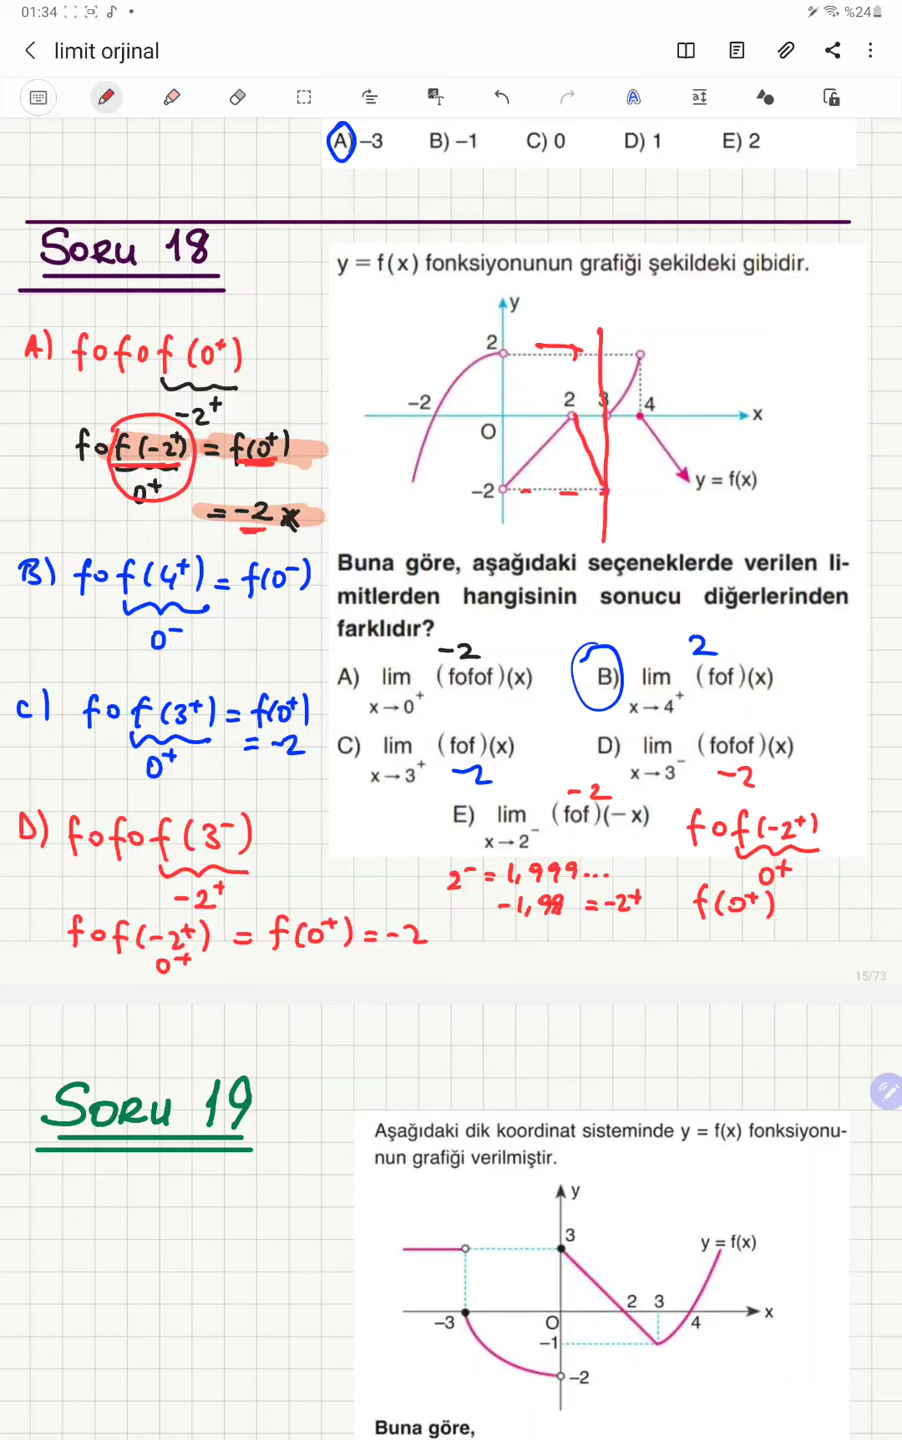 01:34 %24
limit orjinal
A) -3 B) -1 C) 0 D) 1 E) 2
SORU 18
y = f(x) fonksiyonunun grafiği şekildeki gibidir.
y
2
-2 2 3 4 x
O
-2
y = f(x)
A) fofof(0⁺)
-2⁺
fof(-2⁺) = f(0⁺)
0⁺
= -2
B) fof(4⁺) = f(0⁻)
0⁻
C) fof(3⁺) = f(0⁺)
0⁺ = -2
D) fofof(3⁻)
-2⁺
fof(-2⁺) = f(0⁺) = -2
0⁺
Buna göre, aşağıdaki seçeneklerde verilen li-
mitlerden hangisinin sonucu diğerlerinden
farklıdır?
-2 2
A) lim (fofof)(x) B) lim (fof)(x)
x→0⁺ x→4⁺
C) lim (fof)(x) D) lim (fofof)(x)
x→3⁺ -2 x→3⁻ -2
-2
E) lim (fof)(-x)
x→2⁻
2⁻ = 1,999...
-1,99 = -2⁺
fof(-2⁺)
0⁺
f(0⁺)
15/73
SORU 19
Aşağıdaki dik koordinat sisteminde y = f(x) fonksiyonu-
nun grafiği verilmiştir.
y
3
y = f(x)
2 3
x
-3 O 4
-1
-2
Buna göre,